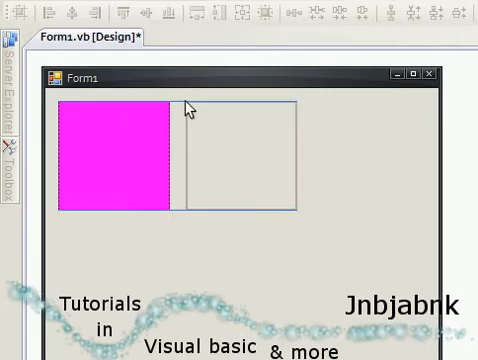 Form1.vb [Design]*
Server Explorer
Toolbox
Form1
Tutorials
in
Visual basic
& more
Jnbjabnk